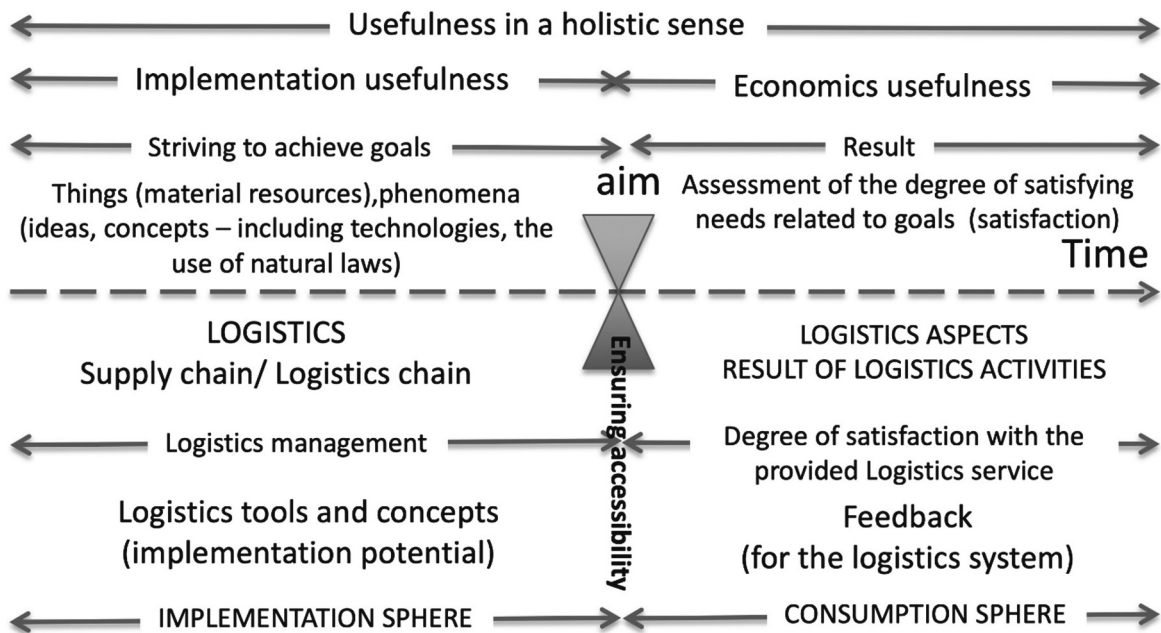 Usefulness in a holistic sense
Implementation usefulness
Economics usefulness
Striving to achieve goals
Result
aim
Things (material resources),phenomena
(ideas, concepts – including technologies, the
use of natural laws)
Assessment of the degree of satisfying
needs related to goals (satisfaction)
Time
LOGISTICS
Supply chain/ Logistics chain
LOGISTICS ASPECTS
RESULT OF LOGISTICS ACTIVITIES
Ensuring accessibility
Logistics management
Degree of satisfaction with the
provided Logistics service
Logistics tools and concepts
(implementation potential)
Feedback
(for the logistics system)
IMPLEMENTATION SPHERE
CONSUMPTION SPHERE